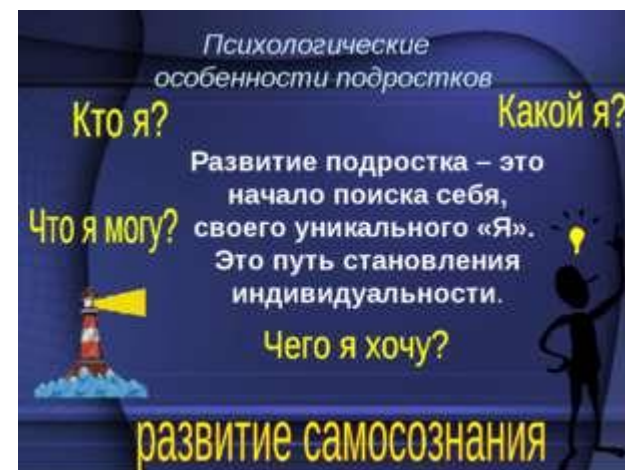 Психологические
особенности подростков
Кто я?
Какой я?
Развитие подростка – это
начало поиска себя,
Что я могу?
своего уникального «Я».
Это путь становления
индивидуальности.
Чего я хочу?
развитие самосознания